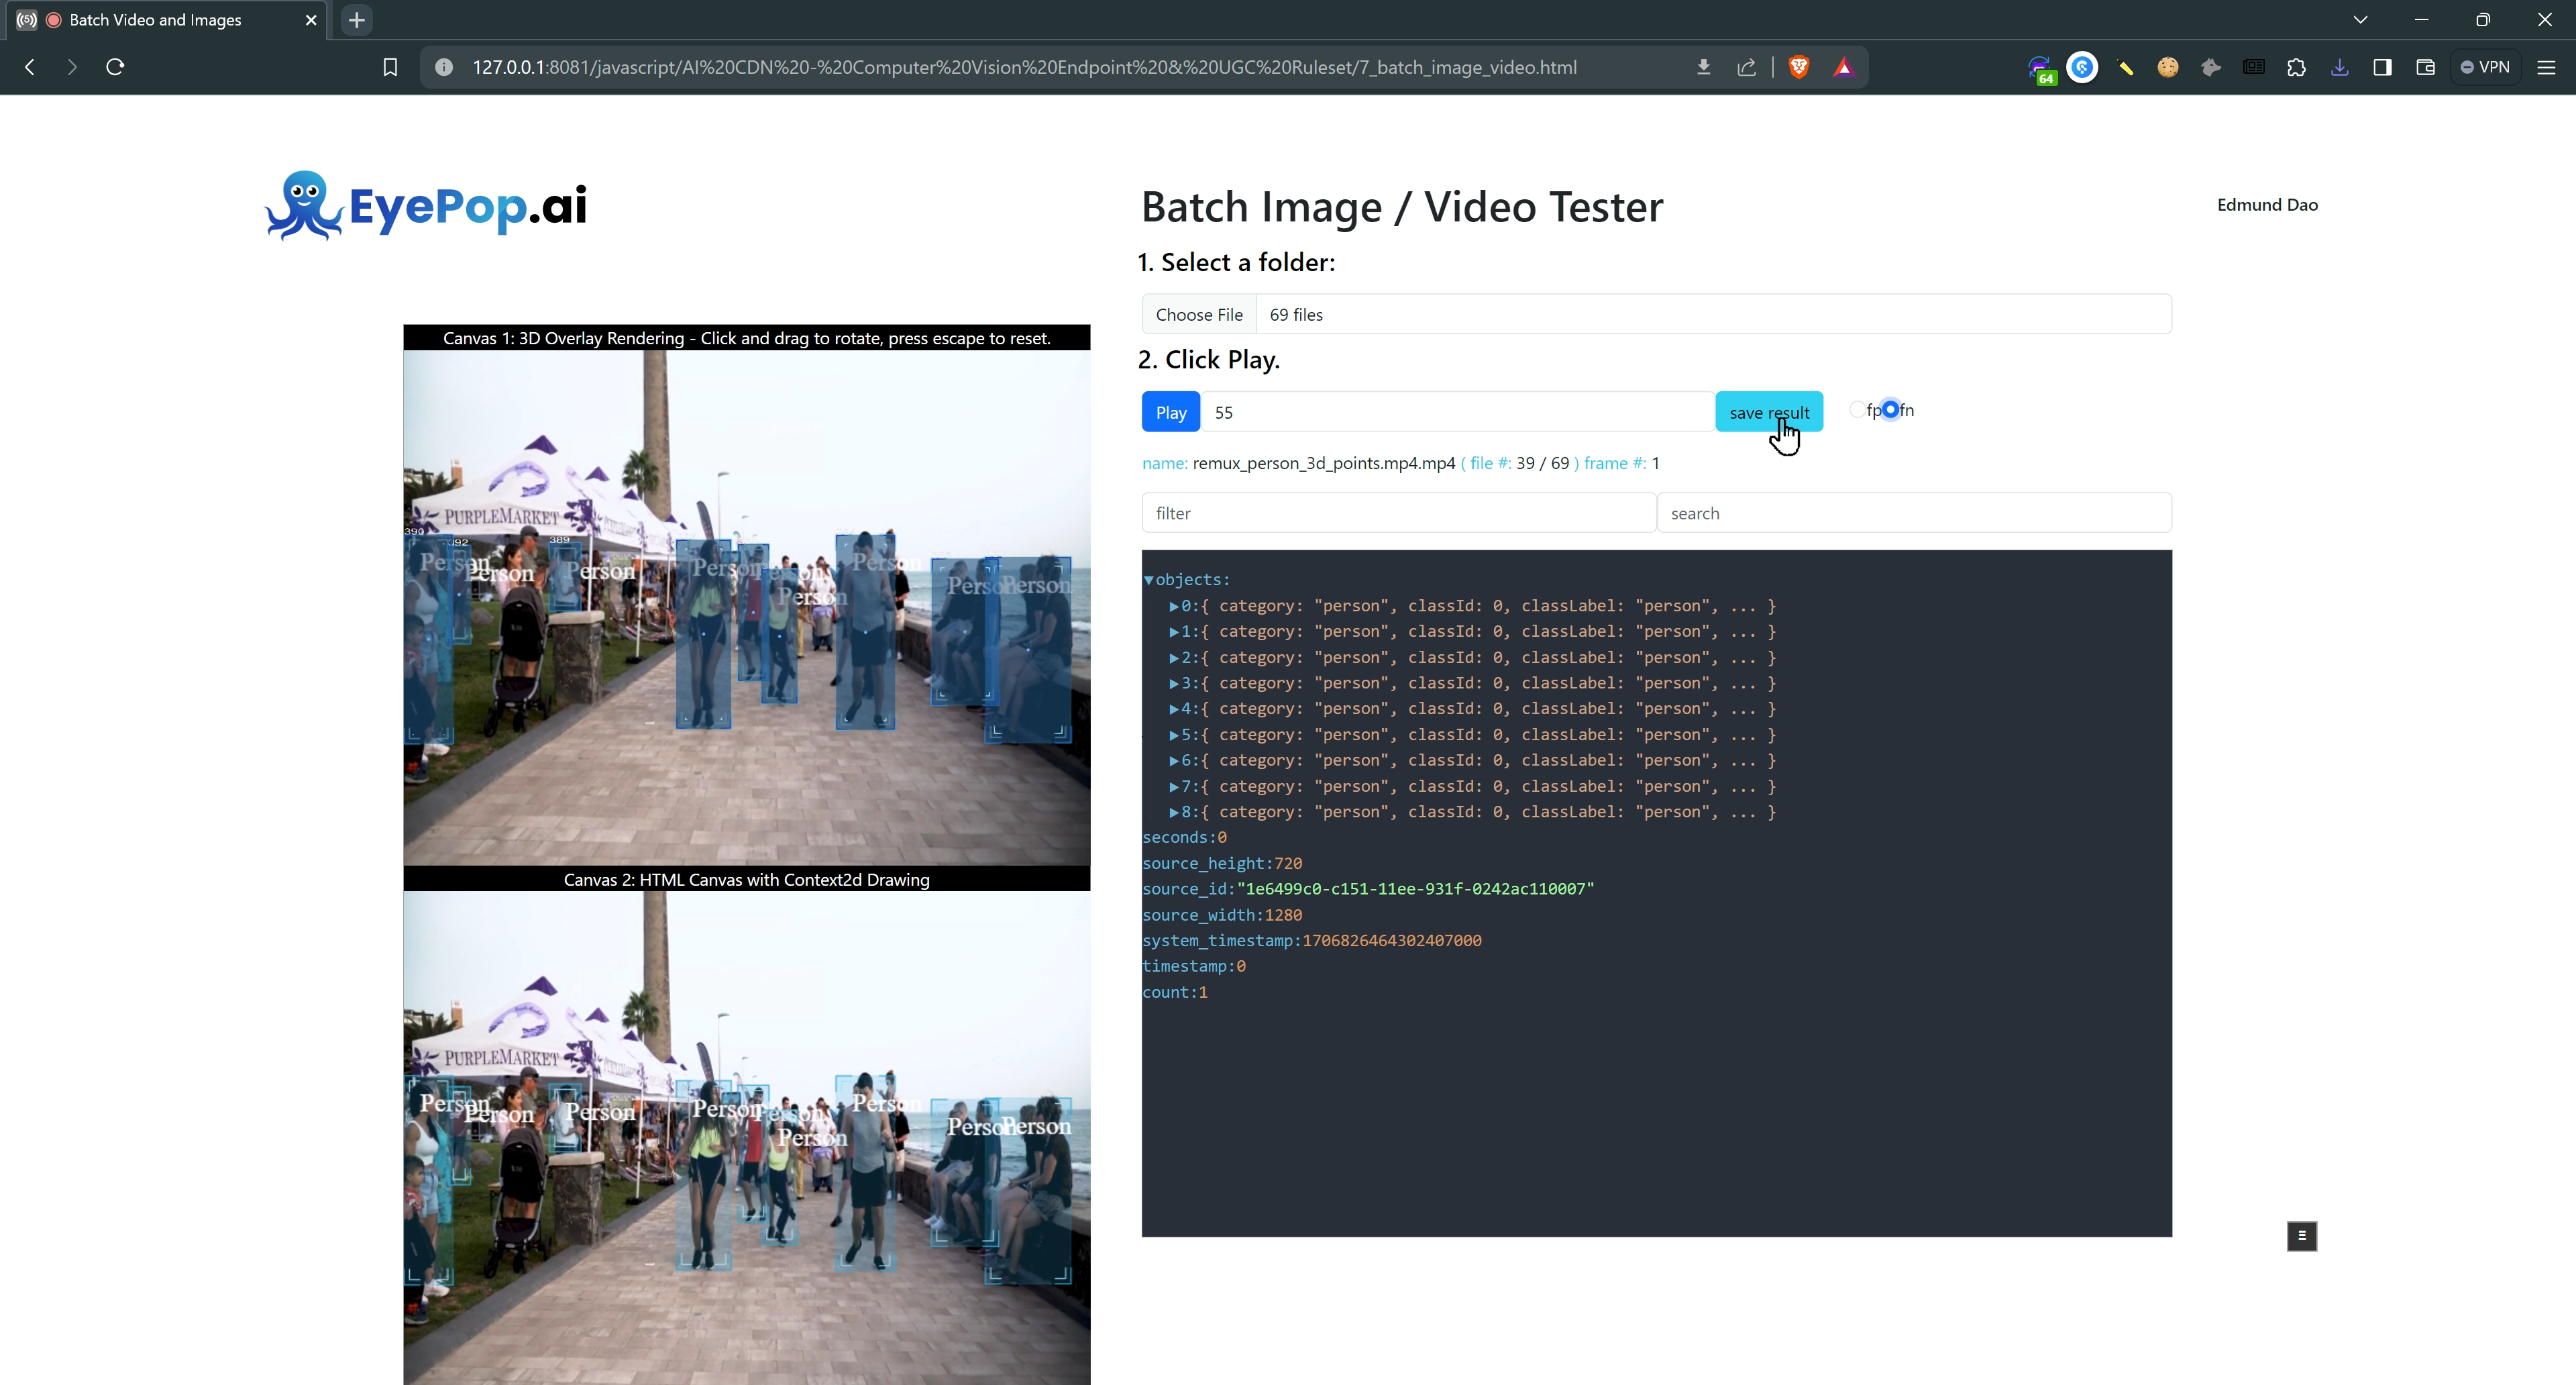 Batch Video and Images
127.0.0.1:8081/javascript/AI%20CDN%20-%20Computer%20Vision%20Endpoint%20&%20UGC%20Ruleset/7_batch_image_video.html
64
VPN
EyePop.ai
Batch Image / Video Tester
Edmund Dao
1. Select a folder:
Choose File 69 files
2. Click Play.
Play 55 save result fp fn
name: remux_person_3d_points.mp4.mp4 ( file #: 39 / 69 ) frame #: 1
filter search
▼objects:
▶0:{ category: "person", classId: 0, classLabel: "person", ... }
▶1:{ category: "person", classId: 0, classLabel: "person", ... }
▶2:{ category: "person", classId: 0, classLabel: "person", ... }
▶3:{ category: "person", classId: 0, classLabel: "person", ... }
▶4:{ category: "person", classId: 0, classLabel: "person", ... }
▶5:{ category: "person", classId: 0, classLabel: "person", ... }
▶6:{ category: "person", classId: 0, classLabel: "person", ... }
▶7:{ category: "person", classId: 0, classLabel: "person", ... }
▶8:{ category: "person", classId: 0, classLabel: "person", ... }
seconds:0
source_height:720
source_id:"1e6499c0-c151-11ee-931f-0242ac110007"
source_width:1280
system_timestamp:1706826464302407000
timestamp:0
count:1
Canvas 1: 3D Overlay Rendering - Click and drag to rotate, press escape to reset.
PURPLEMARKET
390
392
389
Person
Person
Person
Person
Person
Person
Person
Person
Person
Canvas 2: HTML Canvas with Context2d Drawing
PURPLEMARKET
Person
Person
Person
Person
Person
Person
Person
Person
Person